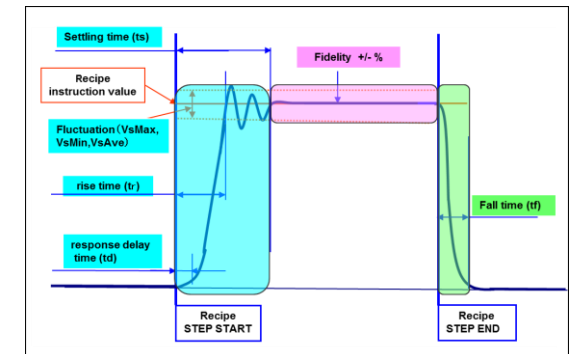 Settling time (ts)
Fidelity +/- %
Recipe
instruction value
Fluctuation(VsMax,
VsMin,VsAve)
rise time (tr)
Fall time (tf)
response delay
time (td)
Recipe
STEP START
Recipe
STEP END